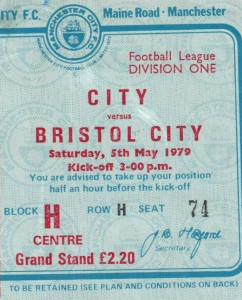 ITY F.C.
Maine Road · Manchester
MANCHESTER CITY F.C.
Football League
DIVISION ONE
CITY
versus
BRISTOL CITY
Saturday, 5th May 1979
Kick-off 3-00 p.m.
You are advised to take up your position
half an hour before the kick-off
BLOCK H ROW H SEAT 74
CENTRE
Secretary
Grand Stand £2.20
TO BE RETAINED (SEE PLAN AND CONDITIONS ON BACK)